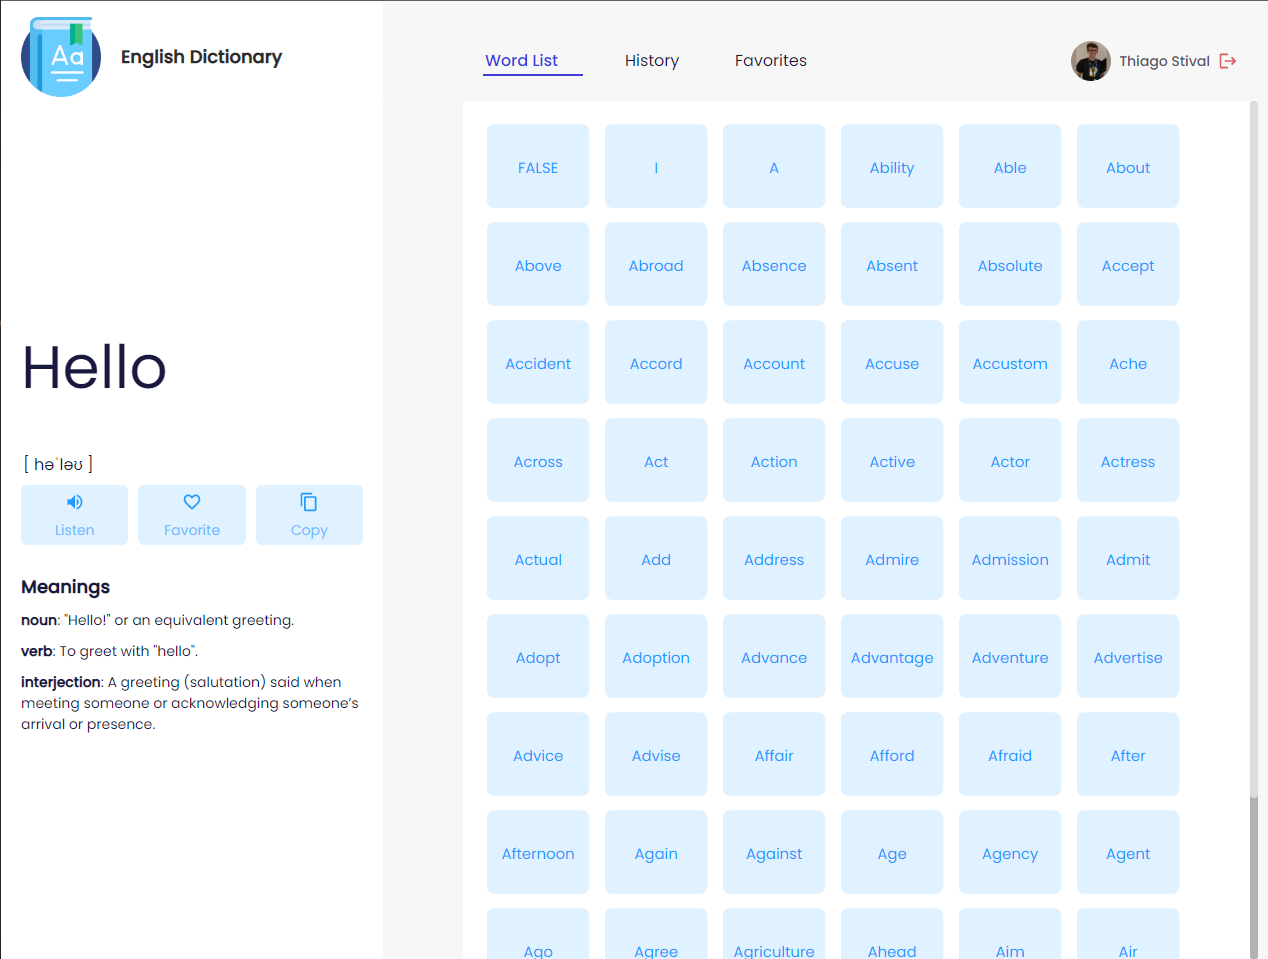 Aa
English Dictionary
Word List History Favorites
Thiago Stival
Hello
[ həˈləʊ ]
Listen Favorite Copy
Meanings
noun: "Hello!" or an equivalent greeting.
verb: To greet with "hello".
interjection: A greeting (salutation) said when
meeting someone or acknowledging someone’s
arrival or presence.
FALSE I A Ability Able About
Above Abroad Absence Absent Absolute Accept
Accident Accord Account Accuse Accustom Ache
Across Act Action Active Actor Actress
Actual Add Address Admire Admission Admit
Adopt Adoption Advance Advantage Adventure Advertise
Advice Advise Affair Afford Afraid After
Afternoon Again Against Age Agency Agent
Ago Agree Agriculture Ahead Aim Air